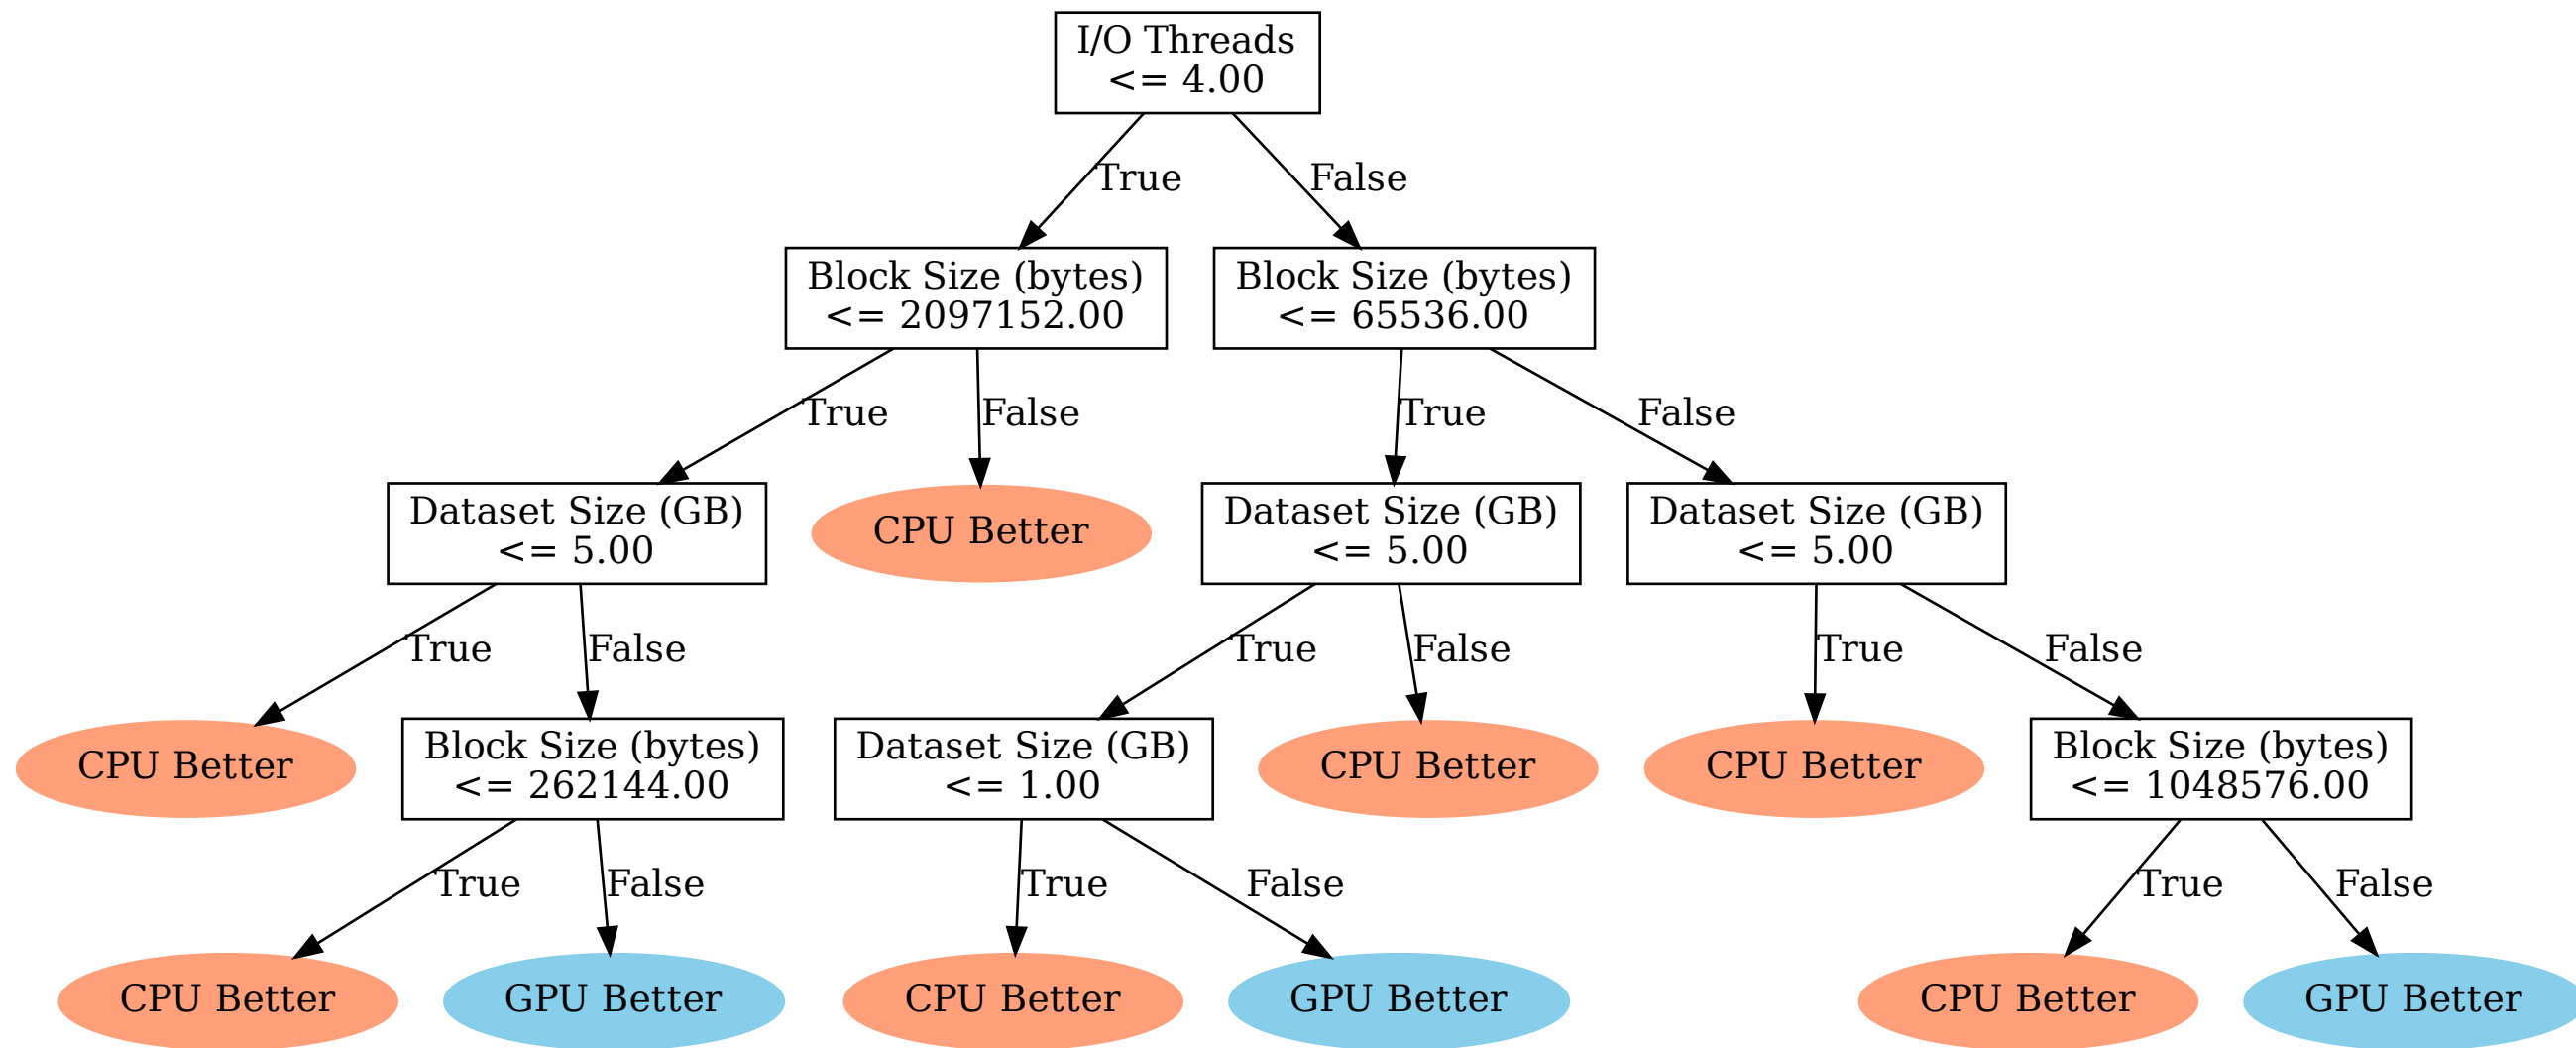 I/O Threads
<= 4.00
True
False
Block Size (bytes)
<= 2097152.00
Block Size (bytes)
<= 65536.00
True
False
True
False
Dataset Size (GB)
<= 5.00
CPU Better
Dataset Size (GB)
<= 5.00
Dataset Size (GB)
<= 5.00
True
False
True
False
True
False
CPU Better
Block Size (bytes)
<= 262144.00
Dataset Size (GB)
<= 1.00
CPU Better
CPU Better
Block Size (bytes)
<= 1048576.00
True
False
True
False
True
False
CPU Better
GPU Better
CPU Better
GPU Better
CPU Better
GPU Better